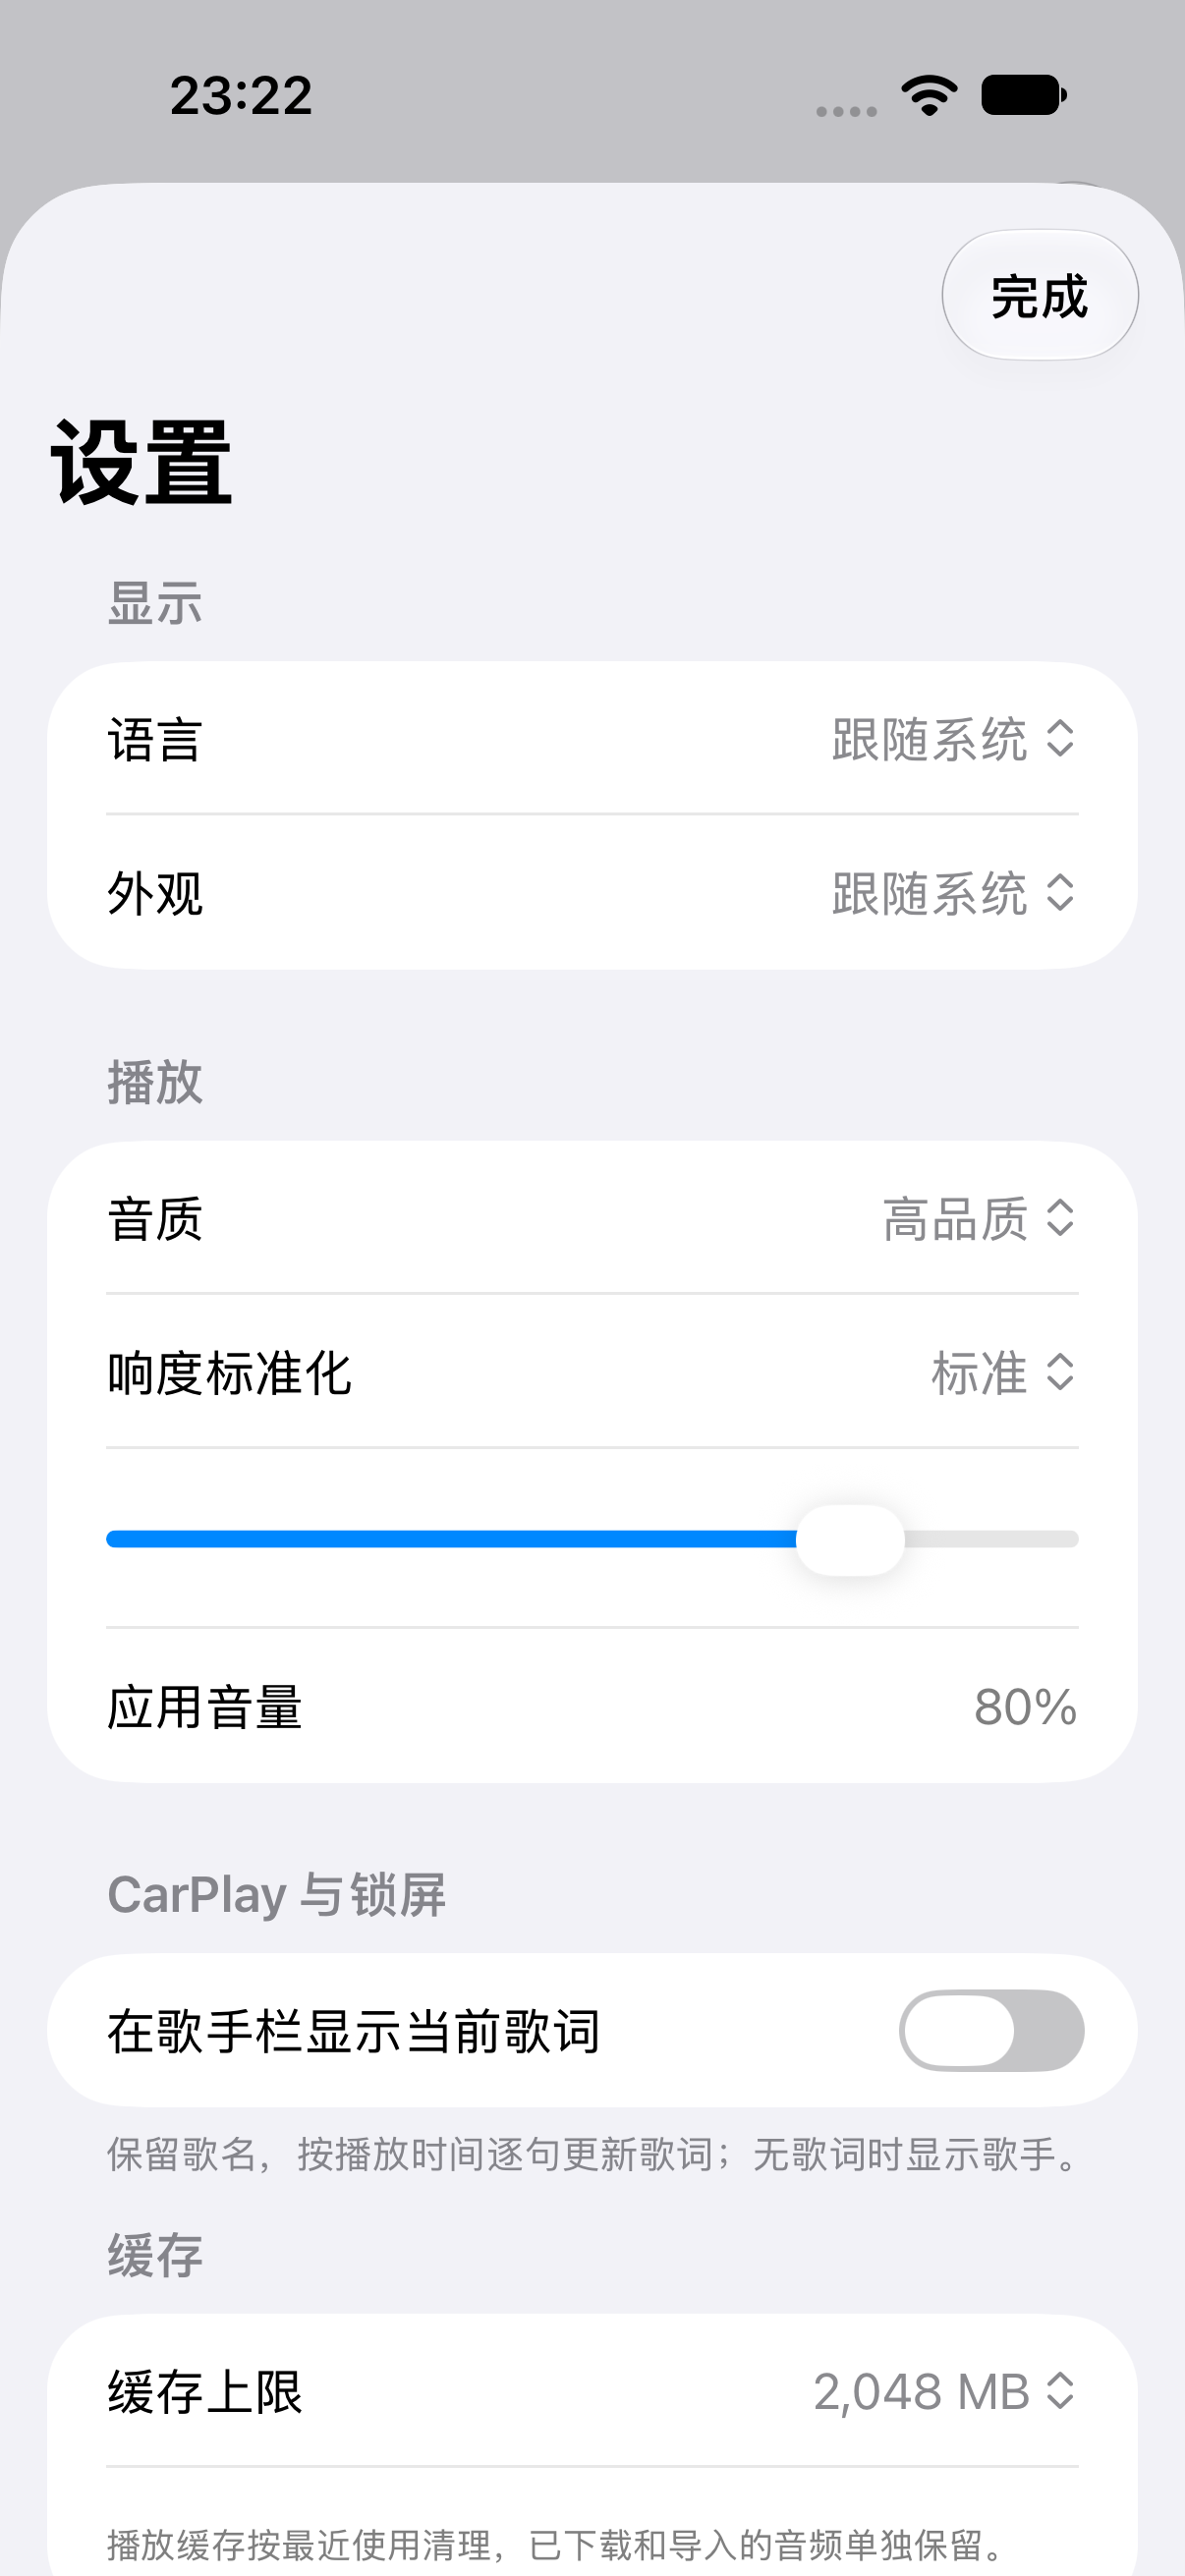 23:22
完成
设置
显示
语言 跟随系统
外观 跟随系统
播放
音质 高品质
响度标准化 标准
应用音量 80%
CarPlay 与锁屏
在歌手栏显示当前歌词
保留歌名，按播放时间逐句更新歌词；无歌词时显示歌手。
缓存
缓存上限 2,048 MB
播放缓存按最近使用清理，已下载和导入的音频单独保留。